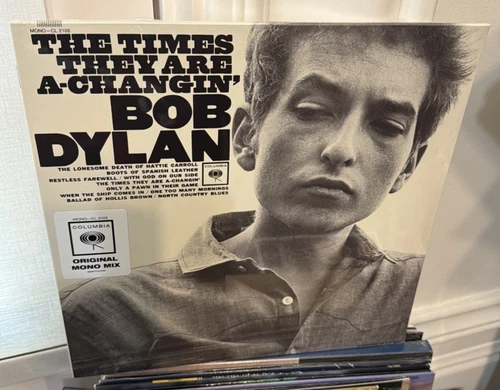 MONO—CL 2105
THE TIMES
THEY ARE
A-CHANGIN'
BOB
DYLAN
THE LONESOME DEATH OF HATTIE CARROLL
BOOTS OF SPANISH LEATHER
RESTLESS FAREWELL / WITH GOD ON OUR SIDE
THE TIMES THEY ARE A-CHANGIN'
ONLY A PAWN IN THEIR GAME
WHEN THE SHIP COMES IN / ONE TOO MANY MORNINGS
BALLAD OF HOLLIS BROWN / NORTH COUNTRY BLUES
COLUMBIA
MONO—CL 2105
COLUMBIA
ORIGINAL
MONO MIX